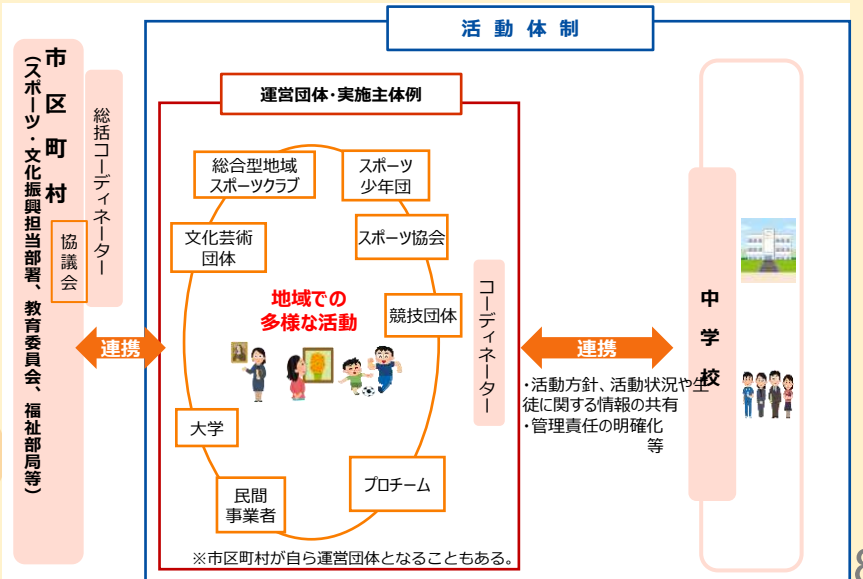 活動体制
市区町村
(スポーツ・文化振興担当部署、教育委員会、福祉部局等)
総括コーディネーター
協議会
連携
運営団体・実施主体例
総合型地域
スポーツクラブ
スポーツ
少年団
文化芸術
団体
スポーツ協会
競技団体
地域での
多様な活動
大学
民間
事業者
プロチーム
コーディネーター
※市区町村が自ら運営団体となることもある。
連携
・活動方針、活動状況や生
徒に関する情報の共有
・管理責任の明確化
等
中学校
8